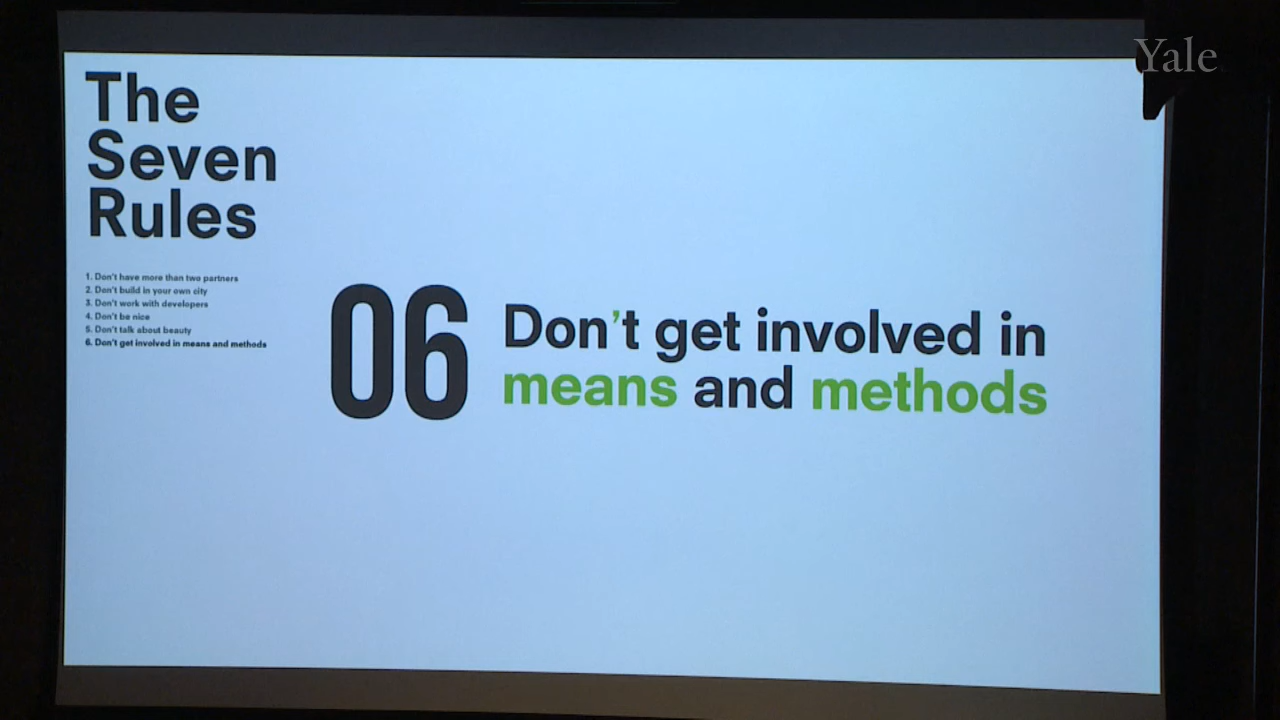 Yale
The
Seven
Rules
1. Don't have more than two partners
2. Don't build in your own city
3. Don't work with developers
4. Don't be nice
5. Don't talk about beauty
6. Don't get involved in means and methods
06
Don't get involved in
means and methods